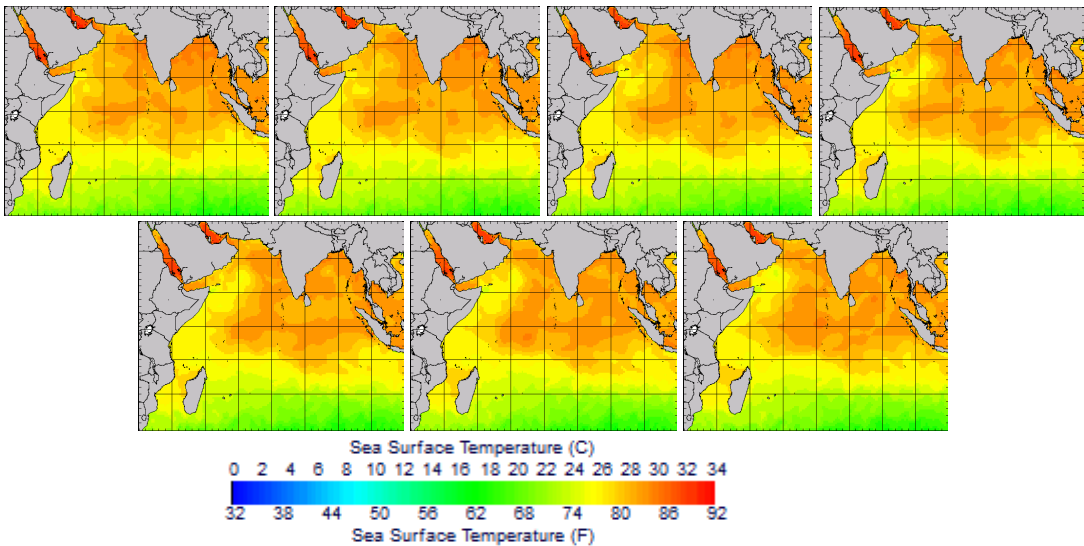 Sea Surface Temperature (C)
0 2 4 6 8 10 12 14 16 18 20 22 24 26 28 30 32 34
32 38 44 50 56 62 68 74 80 86 92
Sea Surface Temperature (F)